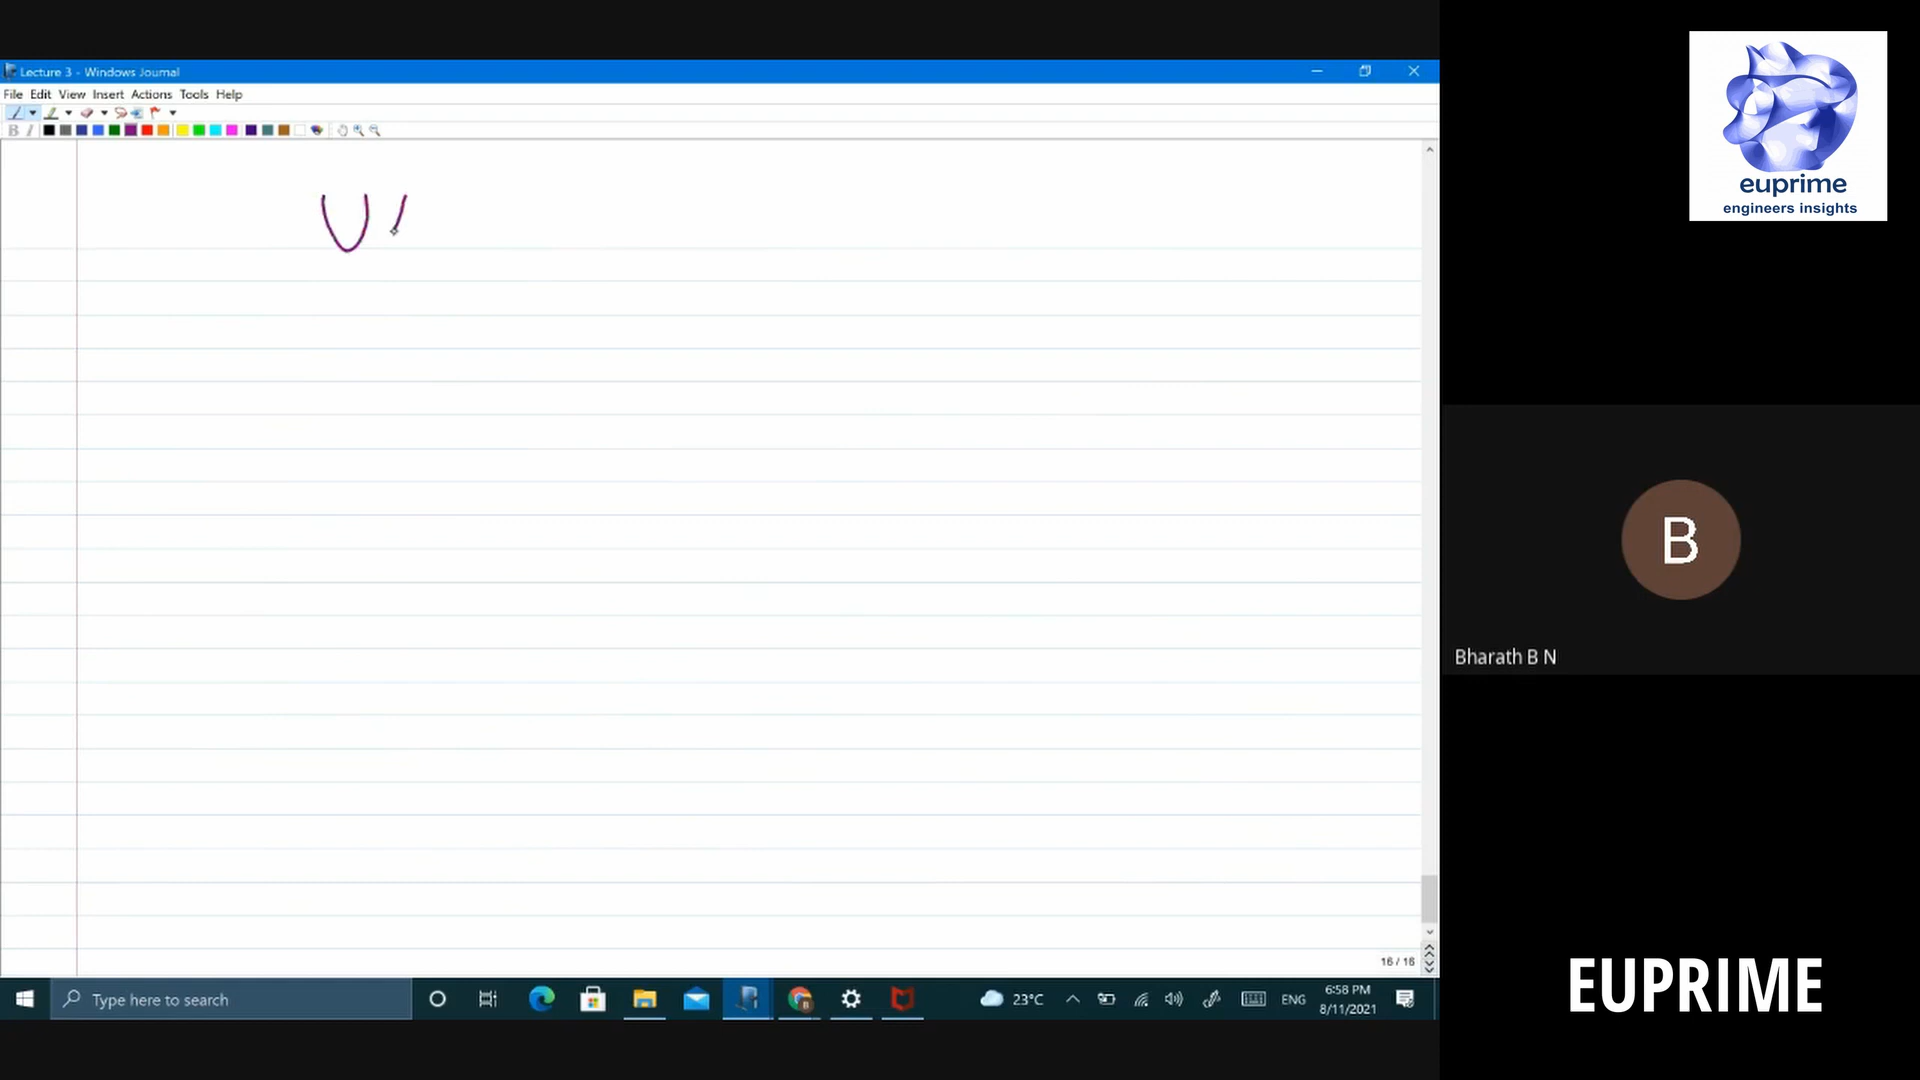 Lecture 3 - Windows Journal
File Edit View Insert Actions Tools Help
B I
U
euprime
engineers insights
B
Bharath B N
16 / 16
Type here to search
23°C
ENG
6:58 PM
8/11/2021
EUPRIME